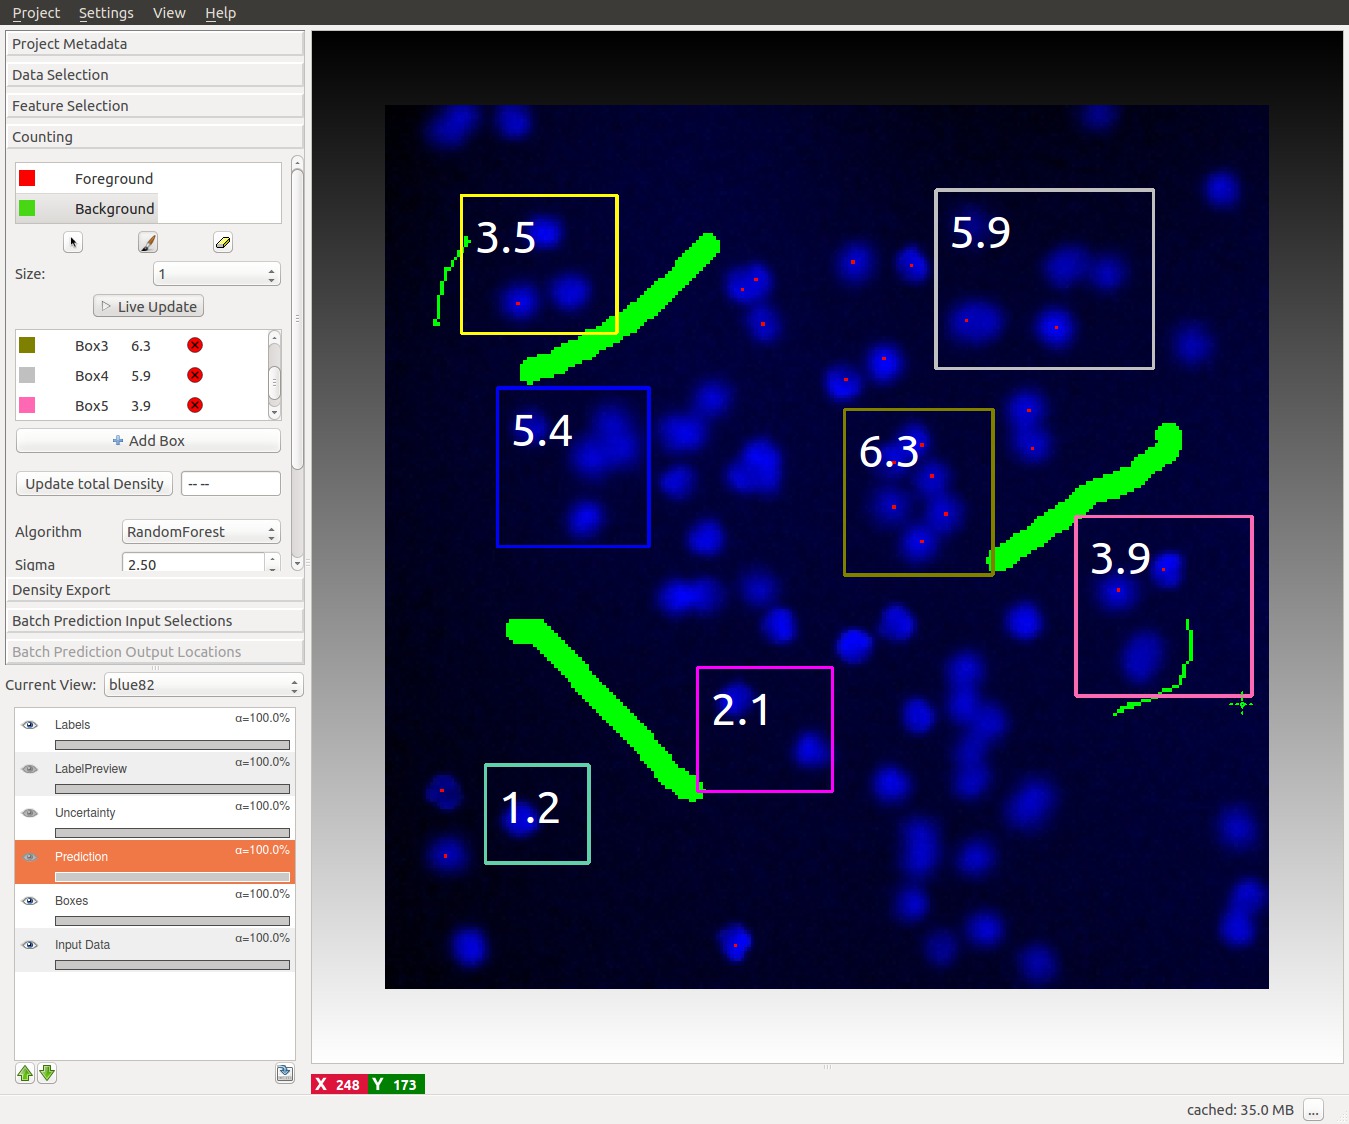 Project Settings View Help
Project Metadata
Data Selection
Feature Selection
Counting
Foreground
Background
Size: 1
Live Update
Box3 6.3
Box4 5.9
Box5 3.9
Add Box
Update total Density -- --
Algorithm RandomForest
Sigma 2.50
Density Export
Batch Prediction Input Selections
Batch Prediction Output Locations
Current View: blue82
Labels α=100.0%
LabelPreview α=100.0%
Uncertainty α=100.0%
Prediction α=100.0%
Boxes α=100.0%
Input Data α=100.0%
3.5
5.9
5.4
6.3
3.9
2.1
1.2
X 248 Y 173
cached: 35.0 MB ...